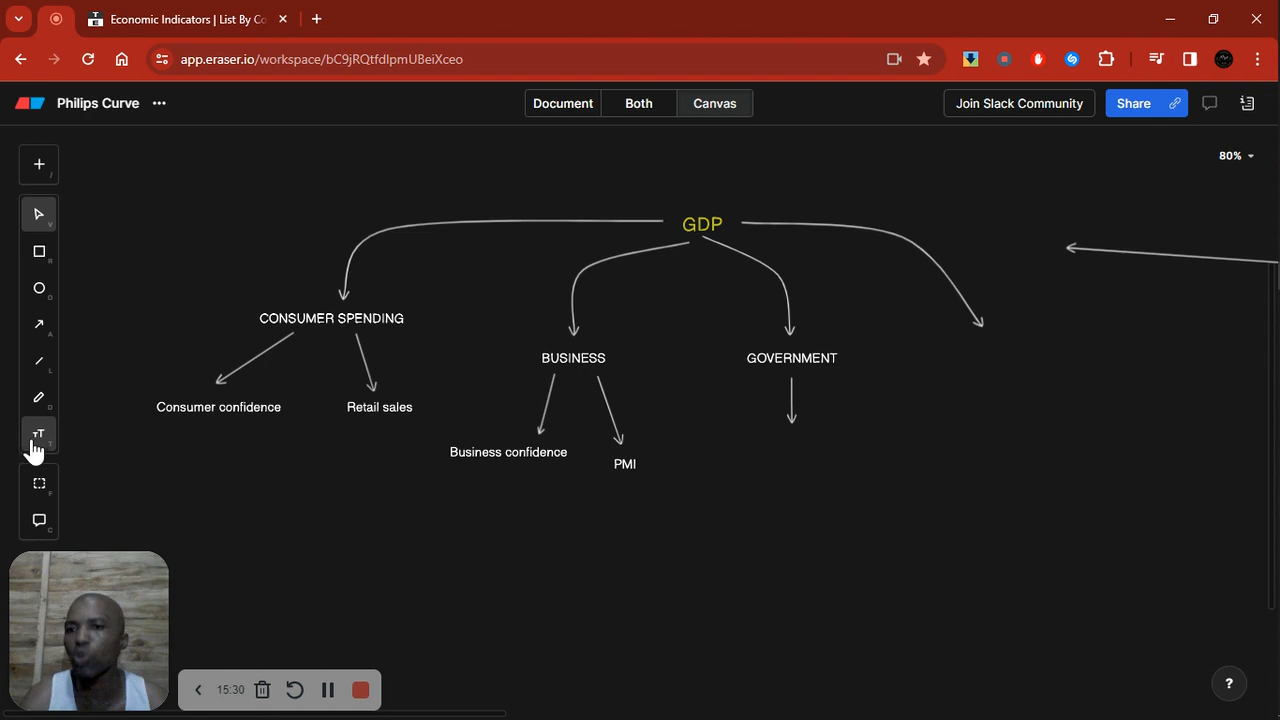 Economic Indicators | List By Co
app.eraser.io/workspace/bC9jRQtfdIpmUBeiXceo
Philips Curve
Document
Both
Canvas
Join Slack Community
Share
80%
GDP
CONSUMER SPENDING
BUSINESS
GOVERNMENT
Consumer confidence
Retail sales
Business confidence
PMI
/
V
R
O
A
L
D
T
F
C
15:30
?